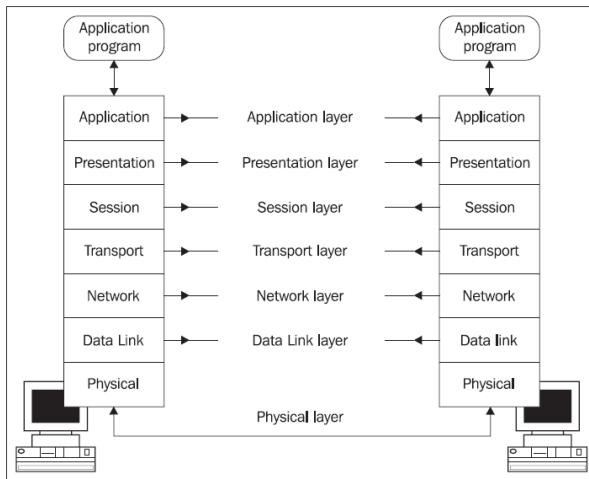 Application
program
Application
program
Application
Application layer
Application
Presentation
Presentation layer
Presentation
Session
Session layer
Session
Transport
Transport layer
Transport
Network
Network layer
Network
Data Link
Data Link layer
Data link
Physical
Physical
Physical layer